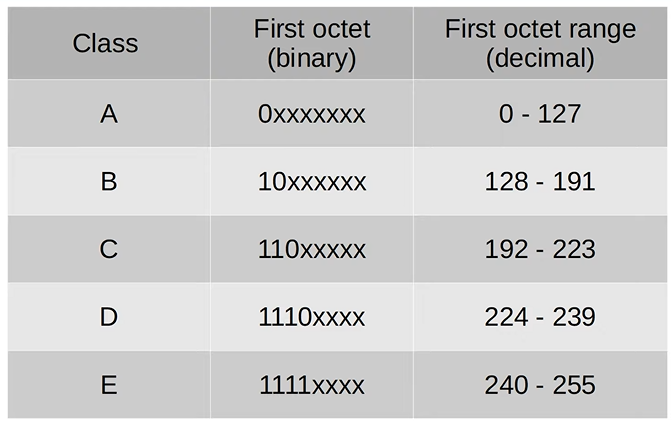 Class First octet (binary) First octet range (decimal)
A 0xxxxxxx 0 - 127
B 10xxxxxx 128 - 191
C 110xxxxx 192 - 223
D 1110xxxx 224 - 239
E 1111xxxx 240 - 255